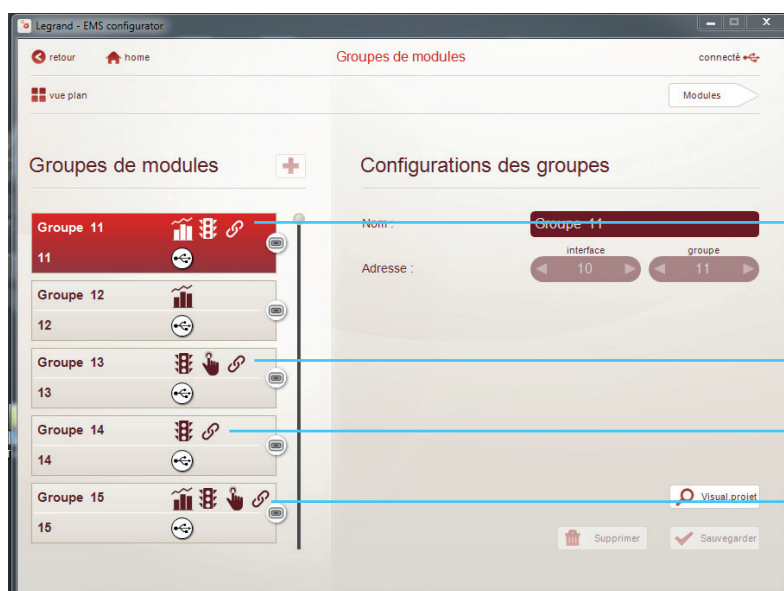 Legrand - EMS configurator
retour home Groupes de modules connecté
vue plan Modules
Groupes de modules
Configurations des groupes
Groupe 11
11
Groupe 12
12
Groupe 13
13
Groupe 14
14
Groupe 15
15
Nom :
Groupe 11
interface groupe
Adresse :
10 11
Visual.projet
Supprimer Sauvegarder